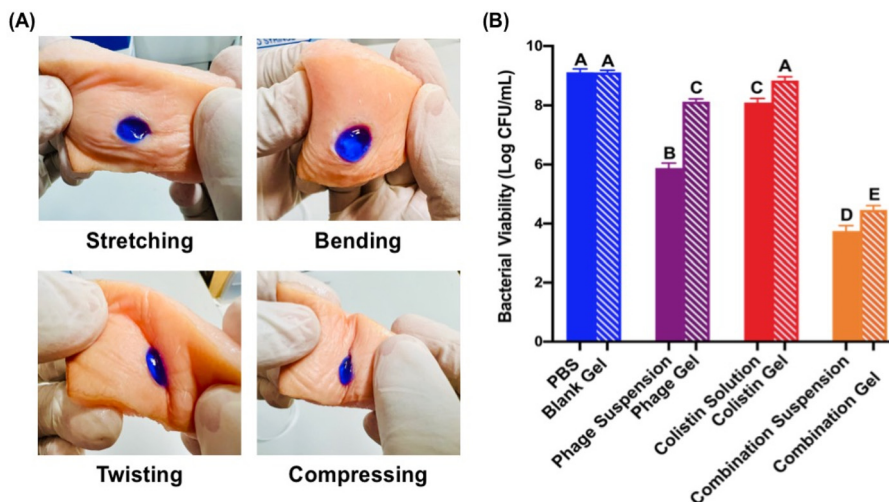 (A)
Stretching
Bending
Twisting
Compressing
(B)
Bacterial Viability (Log CFU/mL)
10
8
6
4
2
0
A
A
B
C
C
A
D
E
PBS
Blank Gel
Phage Suspension
Phage Gel
Colistin Solution
Colistin Gel
Combination Suspension
Combination Gel